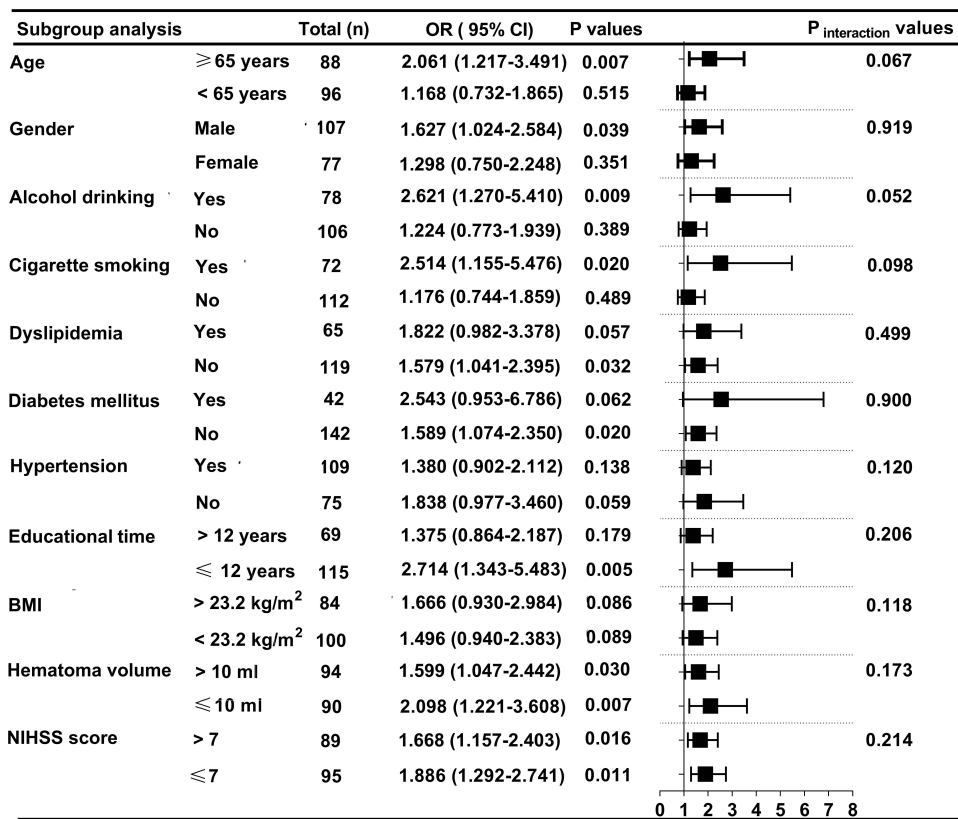 Subgroup analysis Total (n) OR ( 95% CI) P values P interaction values
Age ⩾ 65 years 88 2.061 (1.217-3.491) 0.007 0.067
< 65 years 96 1.168 (0.732-1.865) 0.515
Gender Male 107 1.627 (1.024-2.584) 0.039 0.919
Female 77 1.298 (0.750-2.248) 0.351
Alcohol drinking Yes 78 2.621 (1.270-5.410) 0.009 0.052
No 106 1.224 (0.773-1.939) 0.389
Cigarette smoking Yes 72 2.514 (1.155-5.476) 0.020 0.098
No 112 1.176 (0.744-1.859) 0.489
Dyslipidemia Yes 65 1.822 (0.982-3.378) 0.057 0.499
No 119 1.579 (1.041-2.395) 0.032
Diabetes mellitus Yes 42 2.543 (0.953-6.786) 0.062 0.900
No 142 1.589 (1.074-2.350) 0.020
Hypertension Yes 109 1.380 (0.902-2.112) 0.138 0.120
No 75 1.838 (0.977-3.460) 0.059
Educational time > 12 years 69 1.375 (0.864-2.187) 0.179 0.206
⩽ 12 years 115 2.714 (1.343-5.483) 0.005
BMI > 23.2 kg/m² 84 1.666 (0.930-2.984) 0.086 0.118
< 23.2 kg/m² 100 1.496 (0.940-2.383) 0.089
Hematoma volume > 10 ml 94 1.599 (1.047-2.442) 0.030 0.173
⩽ 10 ml 90 2.098 (1.221-3.608) 0.007
NIHSS score > 7 89 1.668 (1.157-2.403) 0.016 0.214
⩽ 7 95 1.886 (1.292-2.741) 0.011
0 1 2 3 4 5 6 7 8